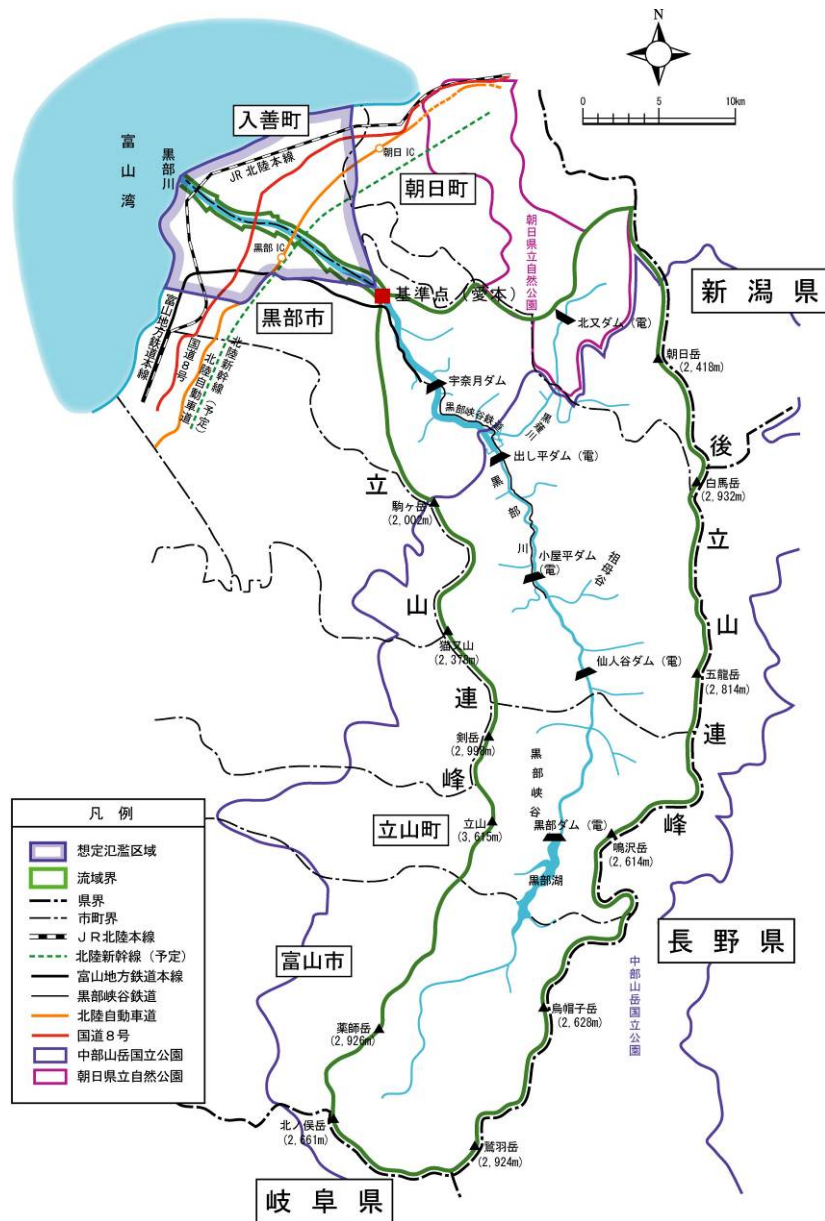 N
0
5
10km
入善町
富山湾
黒部川
JR北陸本線
朝日IC
朝日町
黒部IC
朝日県立自然公園
新潟県
基準点（愛本）
黒部市
北又ダム（電）
富山地方鉄道本線
国道８号
北陸自動車道
北陸新幹線（予定）
宇奈月ダム
朝日岳
(2,418m)
黒部峡谷鉄道
黒薙川
出し平ダム（電）
後立山連峰
白馬岳
(2,932m)
立山連峰
駒ヶ岳
(2,002m)
黒部川
小屋平ダム
（電）
祖母谷
猫又山
(2,378m)
仙人谷ダム（電）
五龍岳
(2,814m)
剣岳
(2,998m)
黒部峡谷
立山町
立山
(3,615m)
黒部ダム（電）
鳴沢岳
(2,614m)
黒部湖
長野県
富山市
中部山岳国立公園
烏帽子岳
(2,628m)
薬師岳
(2,926m)
北ノ俣岳
(2,661m)
鷲羽岳
(2,924m)
岐阜県
凡例
想定氾濫区域
流域界
県界
市町界
ＪＲ北陸本線
北陸新幹線（予定）
富山地方鉄道本線
黒部峡谷鉄道
北陸自動車道
国道８号
中部山岳国立公園
朝日県立自然公園